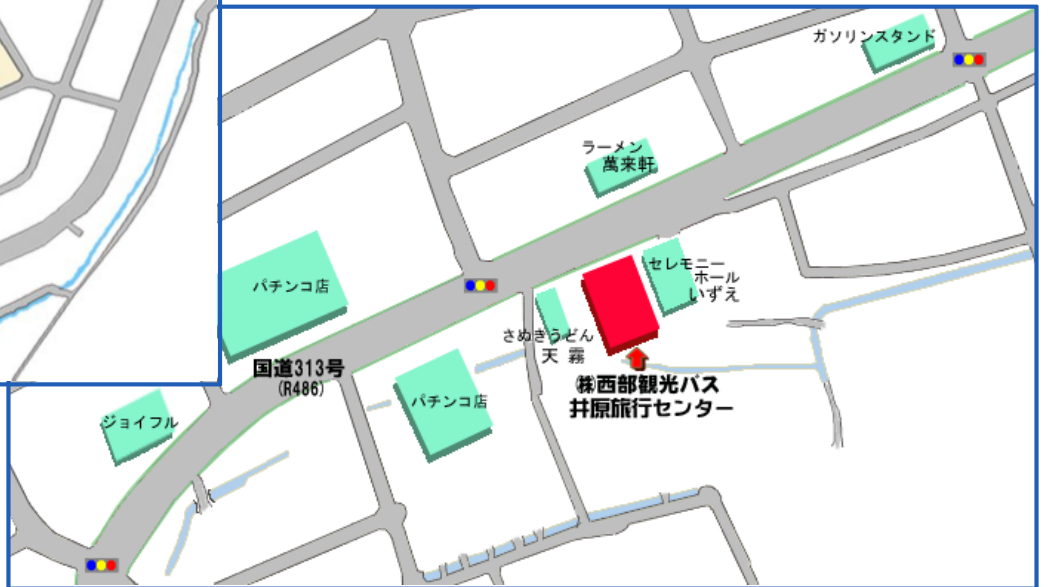 ガソリンスタンド
ラーメン
萬来軒
パチンコ店
セレモニー
ホール
いずえ
さぬきうどん
天霧
国道313号
(R486)
㈱西部観光バス
井原旅行センター
パチンコ店
ジョイフル